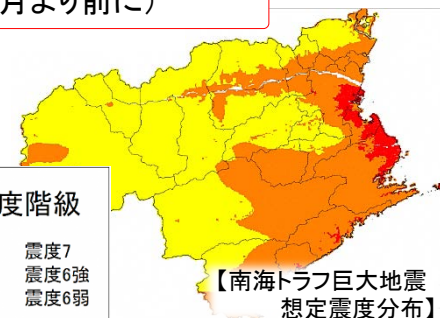 月より前に)
度階級
震度7
震度6強
震度6弱
【南海トラフ巨大地震
想定震度分布】